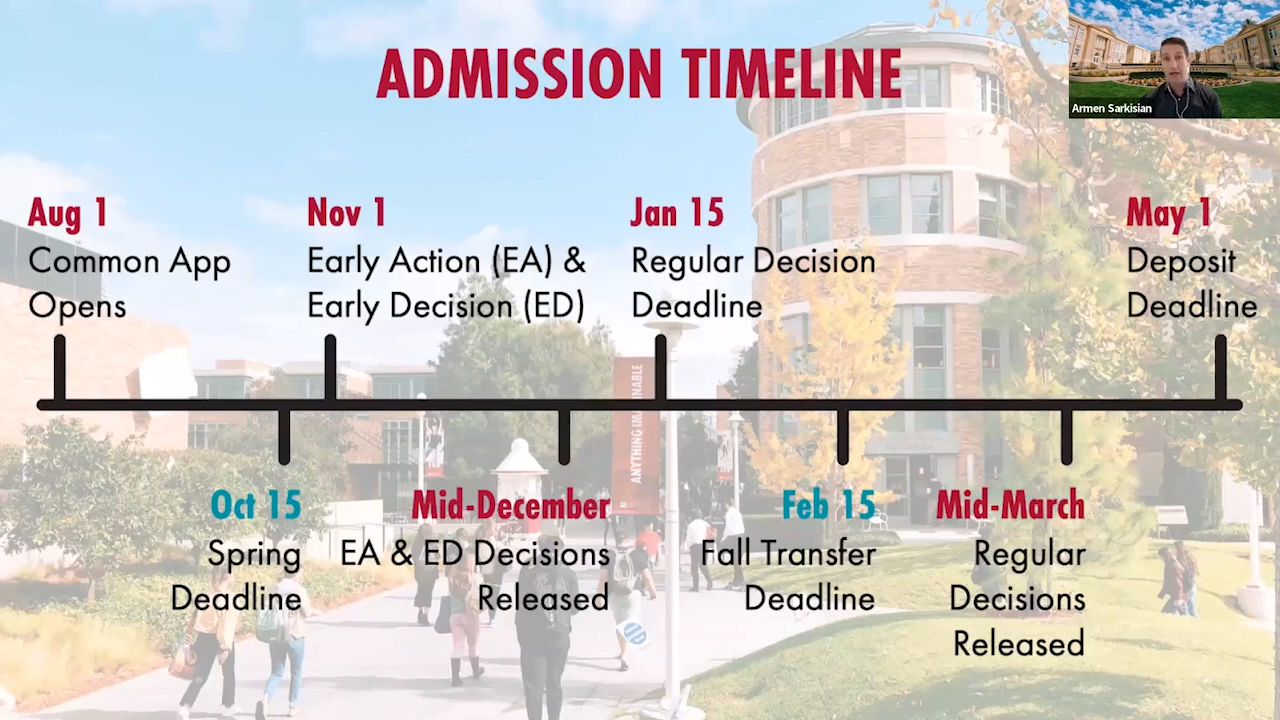 ADMISSION TIMELINE
Armen Sarkisian
Aug 1
Common App
Opens
Nov 1
Early Action (EA) &
Early Decision (ED)
Jan 15
Regular Decision
Deadline
May 1
Deposit
Deadline
ANYTHING IMAGINABLE
Oct 15
Spring
Deadline
Mid-December
EA & ED Decisions
Released
Feb 15
Fall Transfer
Deadline
Mid-March
Regular
Decisions
Released